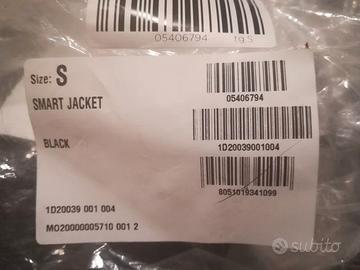 05406794 tg.S
Size: S
05406794
SMART JACKET
1D20039001004
BLACK
8051019341099
1D20039 001 004
MO20000005710 001 2
subito